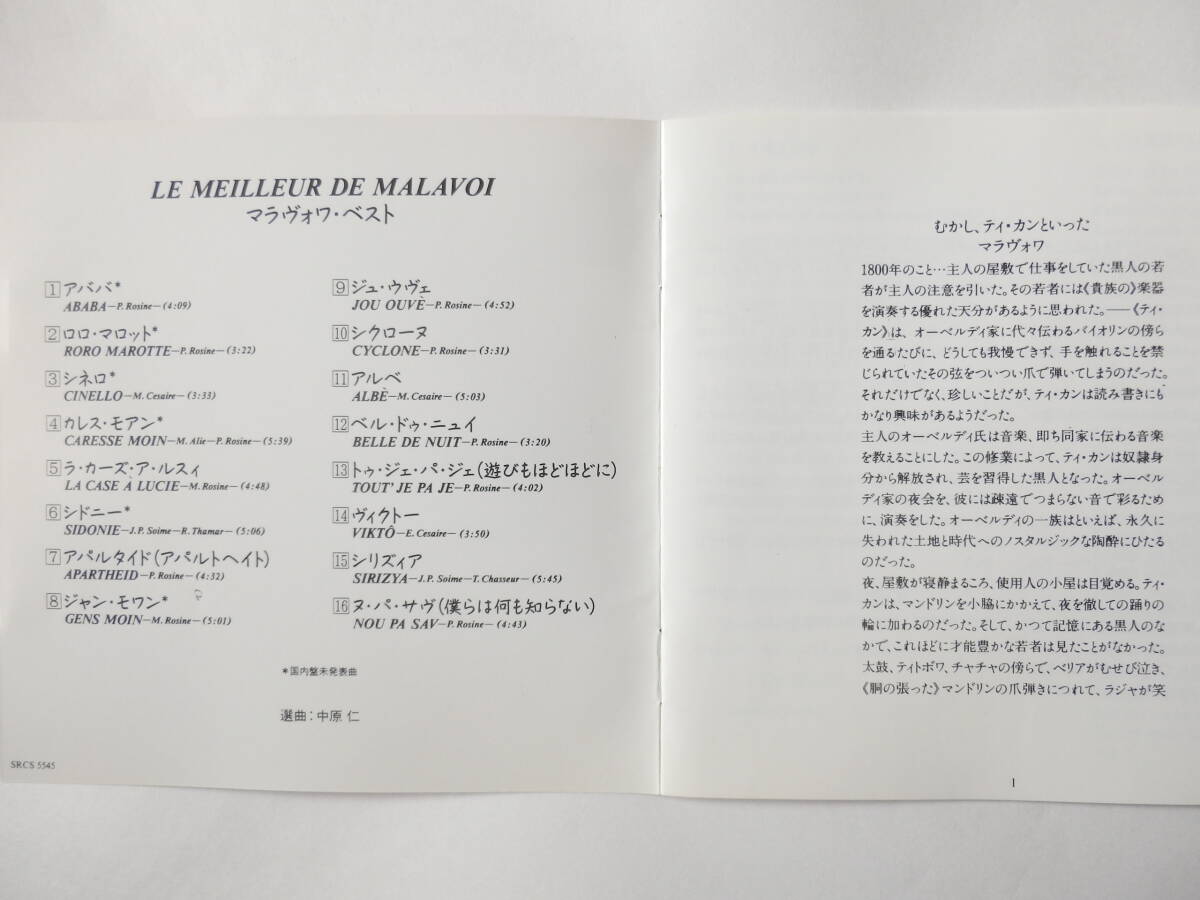 LE MEILLEUR DE MALAVOI
マラヴォワ・ベスト
1 アババ*
ABABA—P. Rosine—(4:09)
2 ロロ・マロット*
RORO MAROTTE—P. Rosine—(3:22)
3 シネロ*
CINELLO—M. Cesaire—(3:33)
4 カレス・モアン*
CARESSE MOIN—M. Alie—P. Rosine—(5:39)
5 ラ・カーズ・ア・ルスィ
LA CASE À LUCIE—M. Rosine—(4:48)
6 シドニー*
SIDONIE—J.P. Soime—R. Thamar—(5:06)
7 アパルタイド(アパルトヘイト)
APARTHEID—P. Rosine—(4:32)
8 ジャン・モワン*
GENS MOIN—M. Rosine—(5:01)
9 ジュ・ウヴェ
JOU OUVÈ—P. Rosine—(4:52)
10 シクローヌ
CYCLONE—P. Rosine—(3:31)
11 アルベ
ALBÈ—M. Cesaire—(5:03)
12 ベル・ドゥ・ニュイ
BELLE DE NUIT—P. Rosine—(3:20)
13 トゥ・ジェ・パ・ジェ(遊びもほどほどに)
TOUT' JE PA JE—P. Rosine—(4:02)
14 ヴィクトー
VIKTÔ—E. Cesaire—(3:50)
15 シリズィア
SIRIZYA—J.P. Soime—T. Chasseur—(5:45)
16 ヌ・パ・サヴ(僕らは何も知らない)
NOU PA SAV—P. Rosine—(4:43)
*国内盤未発表曲
選曲:中原 仁
SRCS 5545
むかし、ティ・カンといった
マラヴォワ
1800年のこと…主人の屋敷で仕事をしていた黒人の若
者が主人の注意を引いた。その若者には《貴族の》楽器
を演奏する優れた天分があるように思われた。——《ティ・
カン》は、オーベルディ家に代々伝わるバイオリンの傍ら
を通るたびに、どうしても我慢できず、手を触れることを禁
じられていたその弦をついつい爪で弾いてしまうのだった。
それだけでなく、珍しいことだが、ティ・カンは読み書きにも
かなり興味があるようだった。
主人のオーベルディ氏は音楽、即ち同家に伝わる音楽
を教えることにした。この修業によって、ティ・カンは奴隷身
分から解放され、芸を習得した黒人となった。オーベル
ディ家の夜会を、彼には疎遠でつまらない音で彩るため
に、演奏をした。オーベルディの一族はといえば、永久に
失われた土地と時代へのノスタルジックな陶酔にひたる
のだった。
夜、屋敷が寝静まるころ、使用人の小屋は目覚める。ティ・
カンは、マンドリンを小脇にかかえて、夜を徹しての踊りの
輪に加わるのだった。そして、かつて記憶にある黒人のな
かで、これほどに才能豊かな若者は見たことがなかった。
太鼓、ティトボワ、チャチャの傍らで、ベリアがむせび泣き、
《胴の張った》マンドリンの爪弾きにつれて、ラジャが笑
1